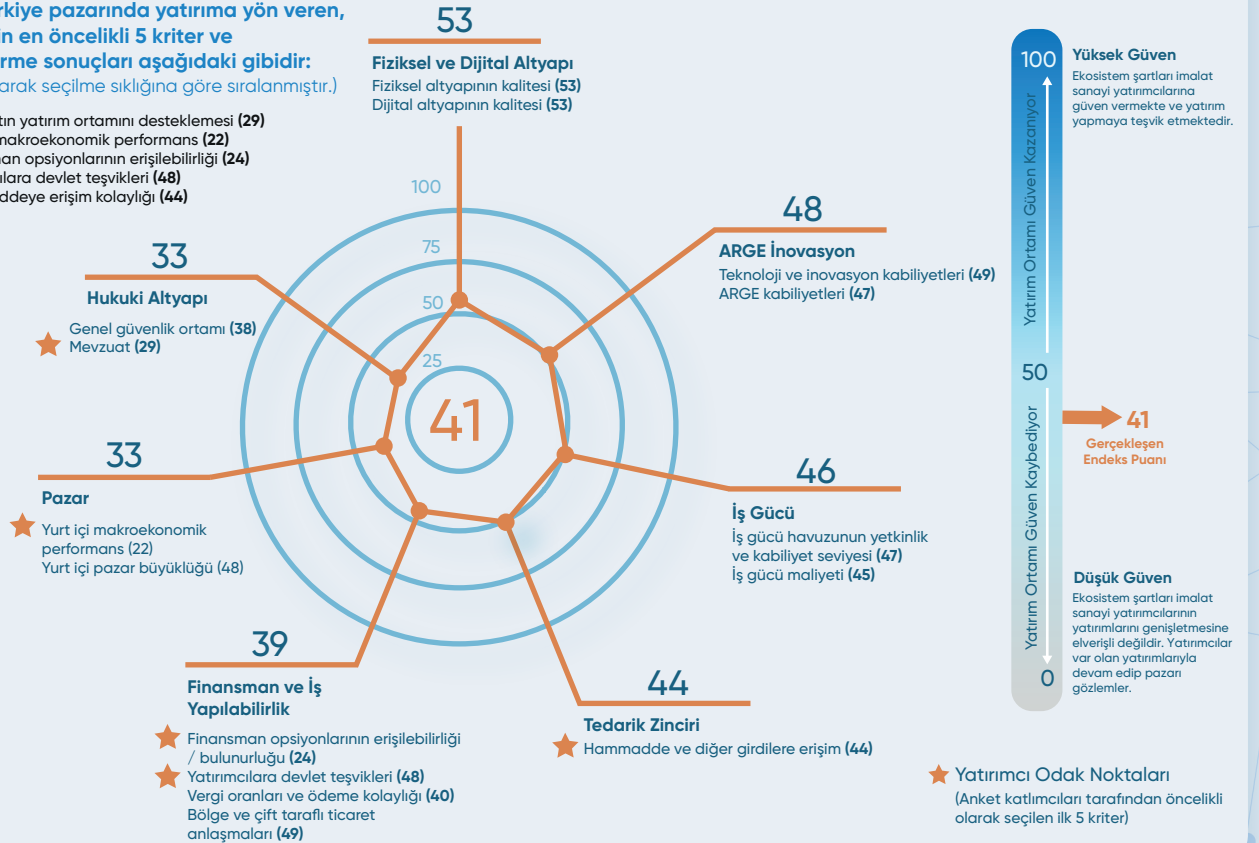 rkiye pazarında yatırıma yön veren,
in en öncelikli 5 kriter ve
rme sonuçları aşağıdaki gibidir:
arak seçilme sıklığına göre sıralanmıştır.)
tın yatırım ortamını desteklemesi (29)
makroekonomik performans (22)
nan opsiyonlarının erişilebilirliği (24)
ılara devlet teşvikleri (48)
ddeye erişim kolaylığı (44)
53
Fiziksel ve Dijital Altyapı
Fiziksel altyapının kalitesi (53)
Dijital altyapının kalitesi (53)
100
75
50
25
41
48
ARGE İnovasyon
Teknoloji ve inovasyon kabiliyetleri (49)
ARGE kabiliyetleri (47)
33
Hukuki Altyapı
Genel güvenlik ortamı (38)
Mevzuat (29)
33
Pazar
Yurt içi makroekonomik
performans (22)
Yurt içi pazar büyüklüğü (48)
46
İş Gücü
İş gücü havuzunun yetkinlik
ve kabiliyet seviyesi (47)
İş gücü maliyeti (45)
39
Finansman ve İş
Yapılabilirlik
Finansman opsiyonlarının erişilebilirliği
/ bulunurluğu (24)
Yatırımcılara devlet teşvikleri (48)
Vergi oranları ve ödeme kolaylığı (40)
Bölge ve çift taraflı ticaret
anlaşmaları (49)
44
Tedarik Zinciri
Hammadde ve diğer girdilere erişim (44)
100
Yatırım Ortamı Güven Kazanıyor
50
Yatırım Ortamı Güven Kaybediyor
0
Yüksek Güven
Ekosistem şartları imalat
sanayi yatırımcılarına
güven vermekte ve yatırım
yapmaya teşvik etmektedir.
41
Gerçekleşen
Endeks Puanı
Düşük Güven
Ekosistem şartları imalat
sanayi yatırımcılarının
yatırımlarını genişletmesine
elverişli değildir. Yatırımcılar
var olan yatırımlarıyla
devam edip pazarı
gözlemler.
Yatırımcı Odak Noktaları
(Anket katlımcıları tarafından öncelikli
olarak seçilen ilk 5 kriter)